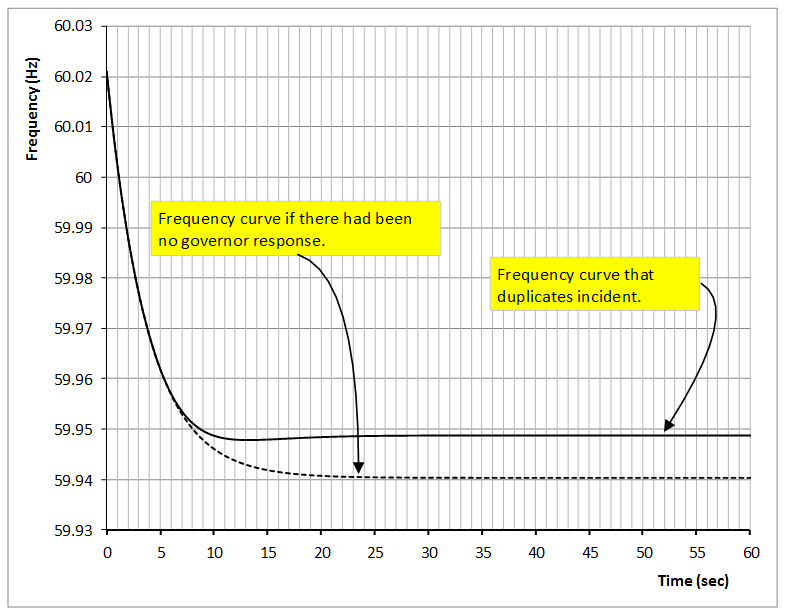 60.03
60.02
60.01
60
59.99
59.98
59.97
59.96
59.95
59.94
59.93
Frequency (Hz)
Frequency curve if there had been
no governor response.
Frequency curve that
duplicates incident.
0 5 10 15 20 25 30 35 40 45 50 55 60
Time (sec)